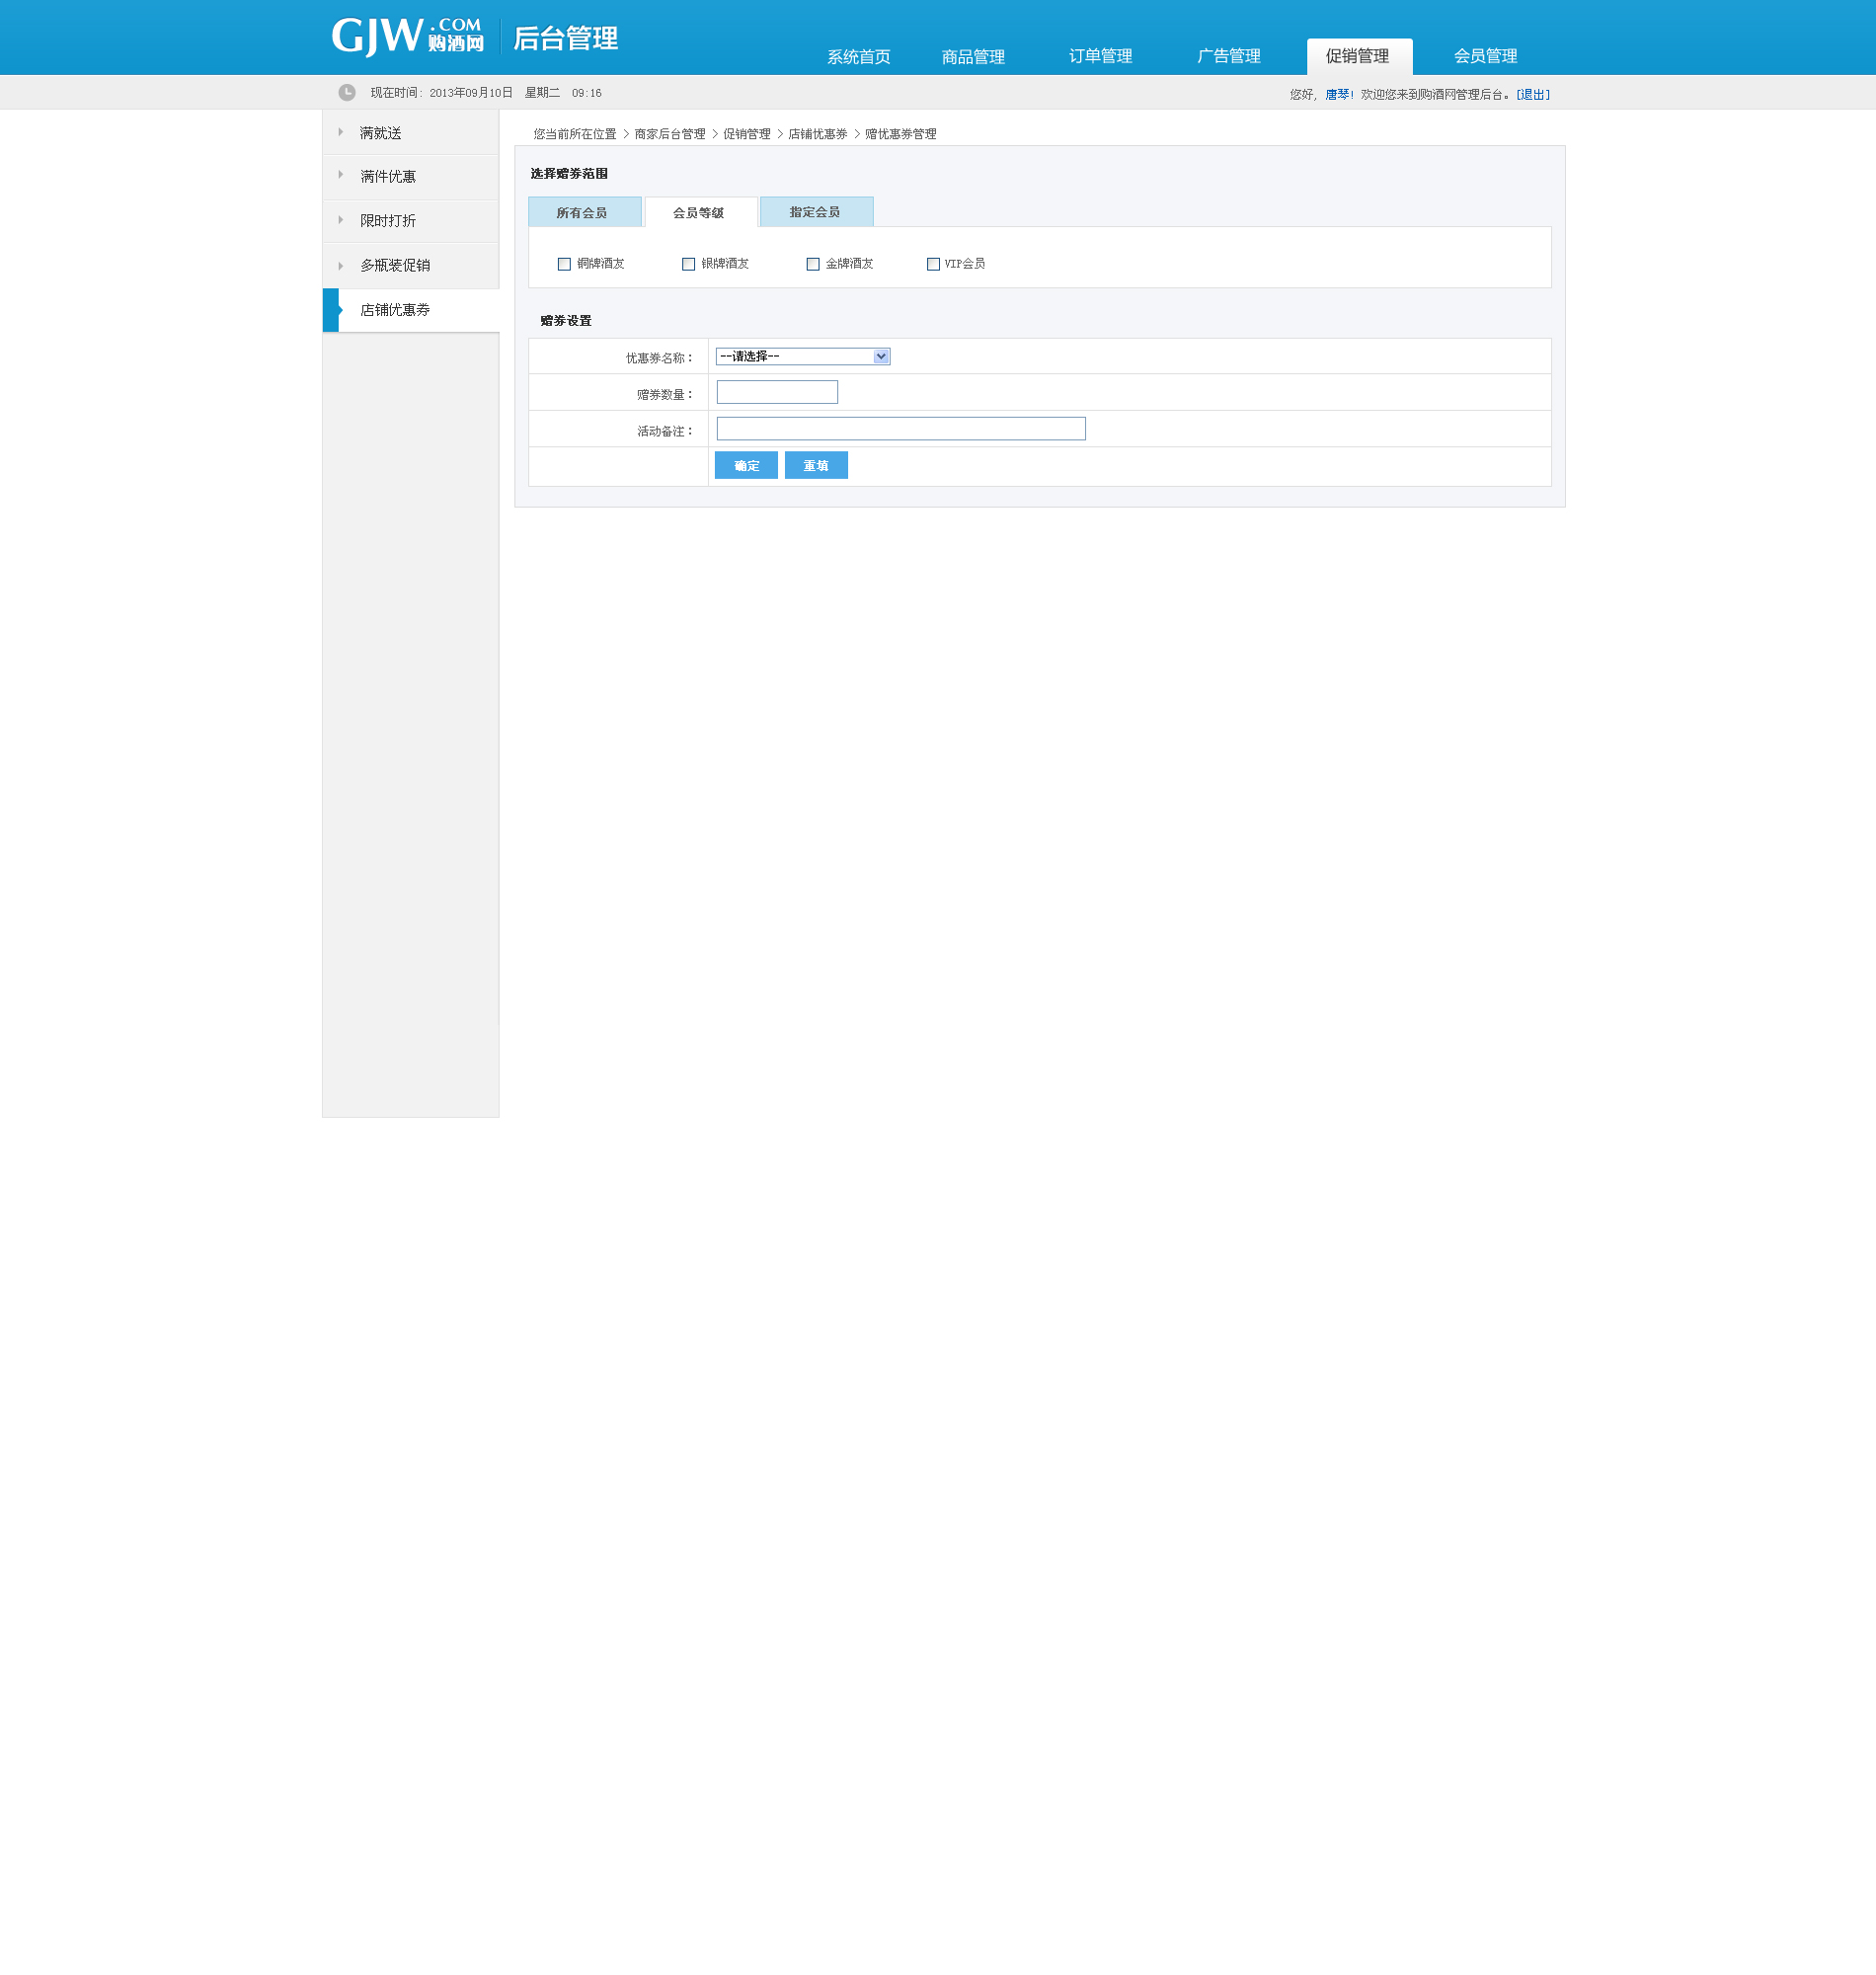 GJW.COM 购酒网 后台管理
系统首页 商品管理 订单管理 广告管理 促销管理 会员管理
现在时间: 2013年09月10日 星期二 09:16
您好, 唐琴! 欢迎您来到购酒网管理后台。[退出]
满就送
满件优惠
限时打折
多瓶装促销
店铺优惠券
您当前所在位置 > 商家后台管理 > 促销管理 > 店铺优惠券 > 赠优惠券管理
选择赠券范围
所有会员 会员等级 指定会员
铜牌酒友 银牌酒友 金牌酒友 VIP会员
赠券设置
优惠券名称： --请选择--
赠券数量：
活动备注：
确定 重填